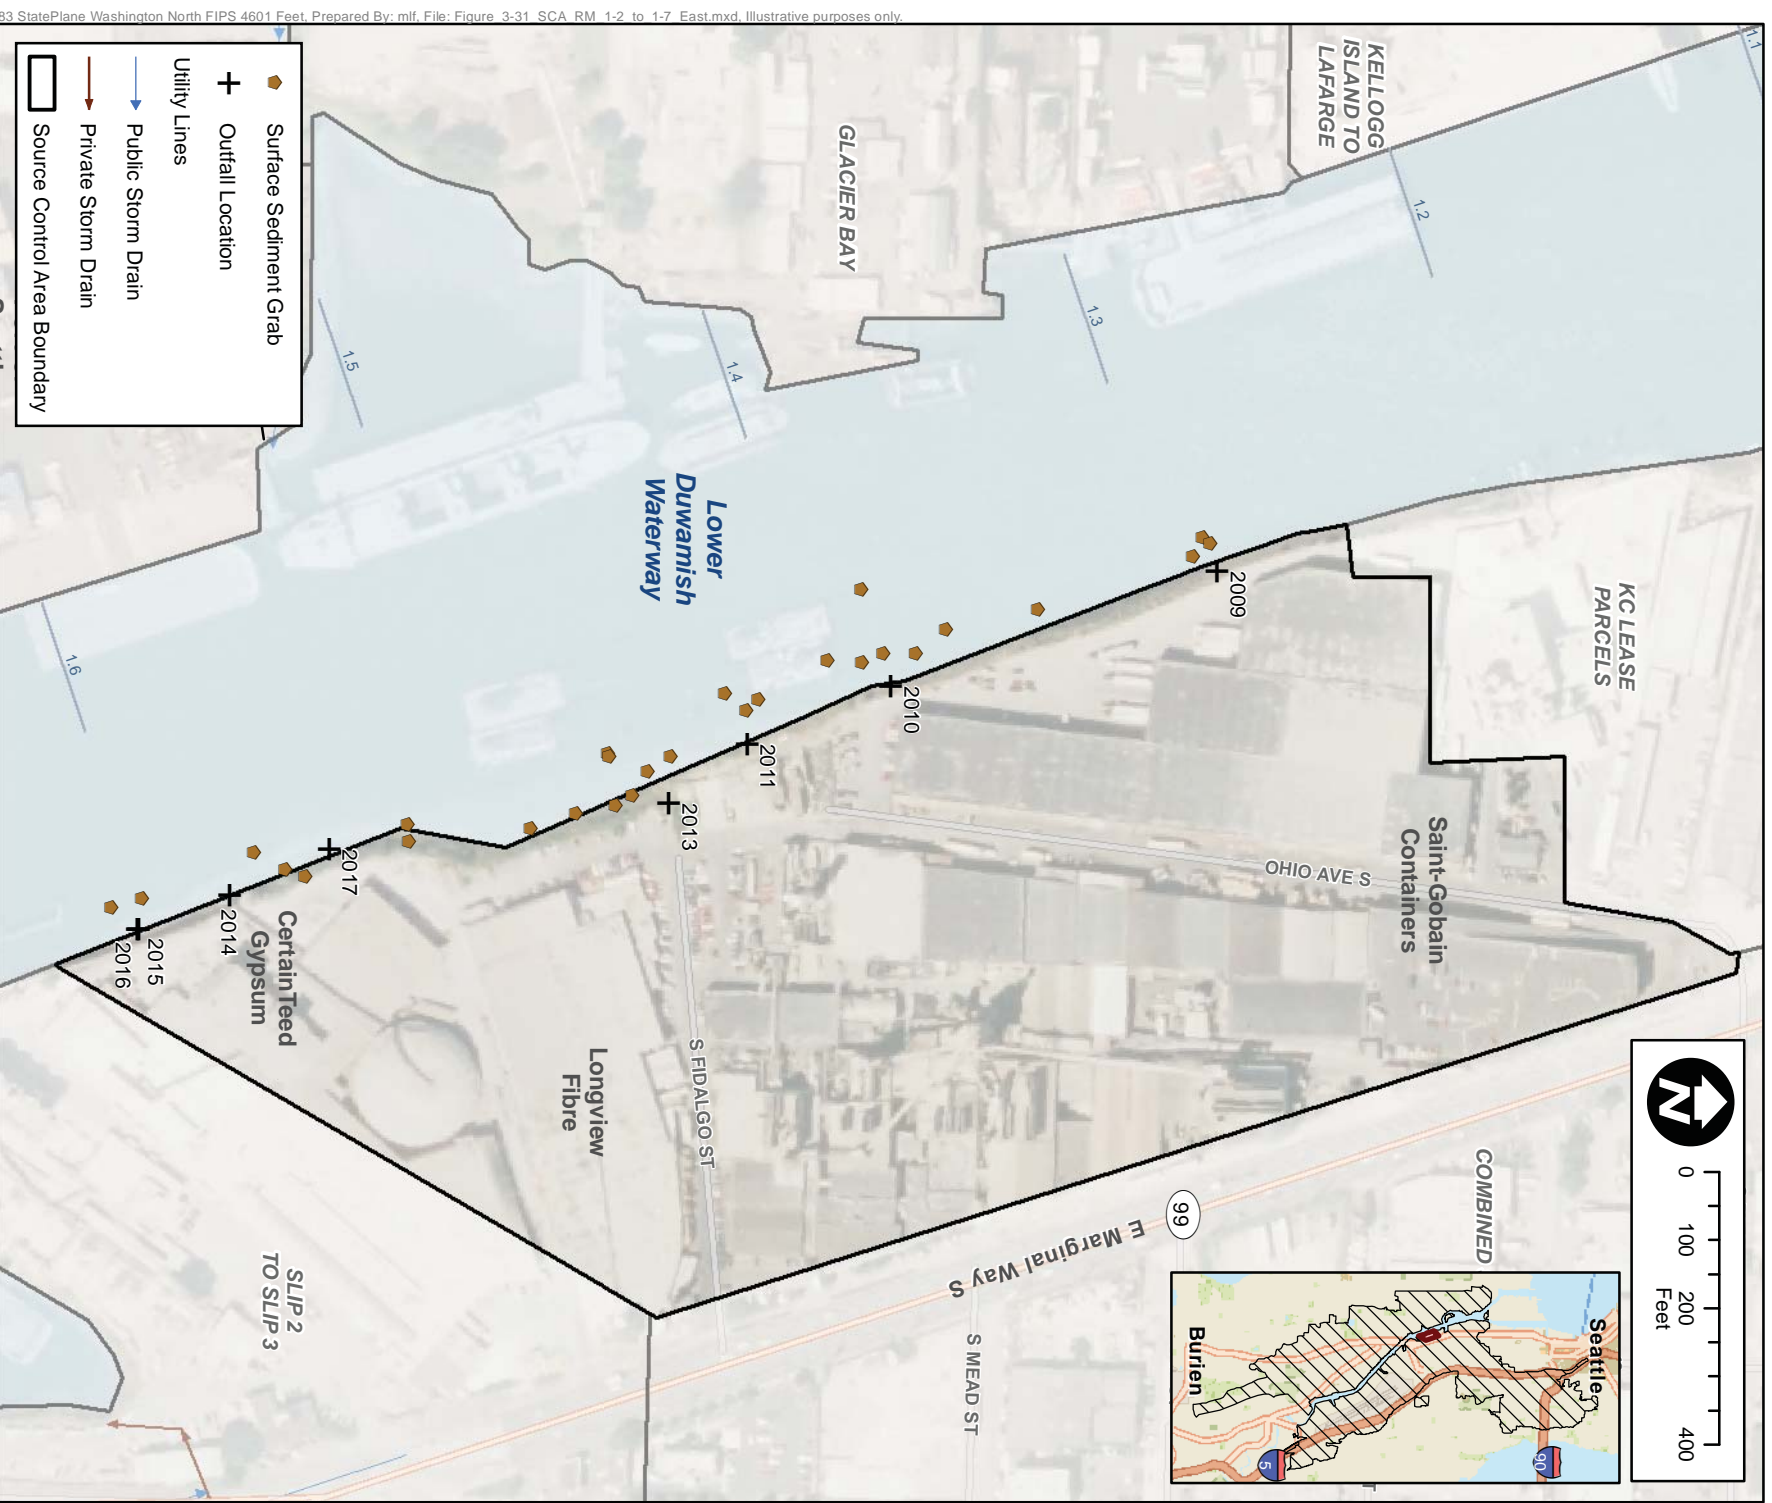 83 StatePlane Washington North FIPS 4601 Feet, Prepared By: mlf, File: Figure_3-31_SCA_RM_1-2_to_1-7_East.mxd, Illustrative purposes only.
Surface Sediment Grab
Outfall Location
Utility Lines
Public Storm Drain
Private Storm Drain
Source Control Area Boundary
KELLOGG
ISLAND TO
LAFARGE
GLACIER BAY
1.1
1.2
1.3
1.4
1.5
1.6
Lower
Duwamish
Waterway
KC LEASE
PARCELS
2009
2010
2011
2013
2017
2014
2015
2016
Saint-Gobain
Containers
OHIO AVE S
CertainTeed
Gypsum
Longview
Fibre
S FIDALGO ST
E Marginal Way S
99
COMBINED
SLIP 2
TO SLIP 3
S MEAD ST
N
0 100 200 400
Feet
Seattle
Burien
90
5